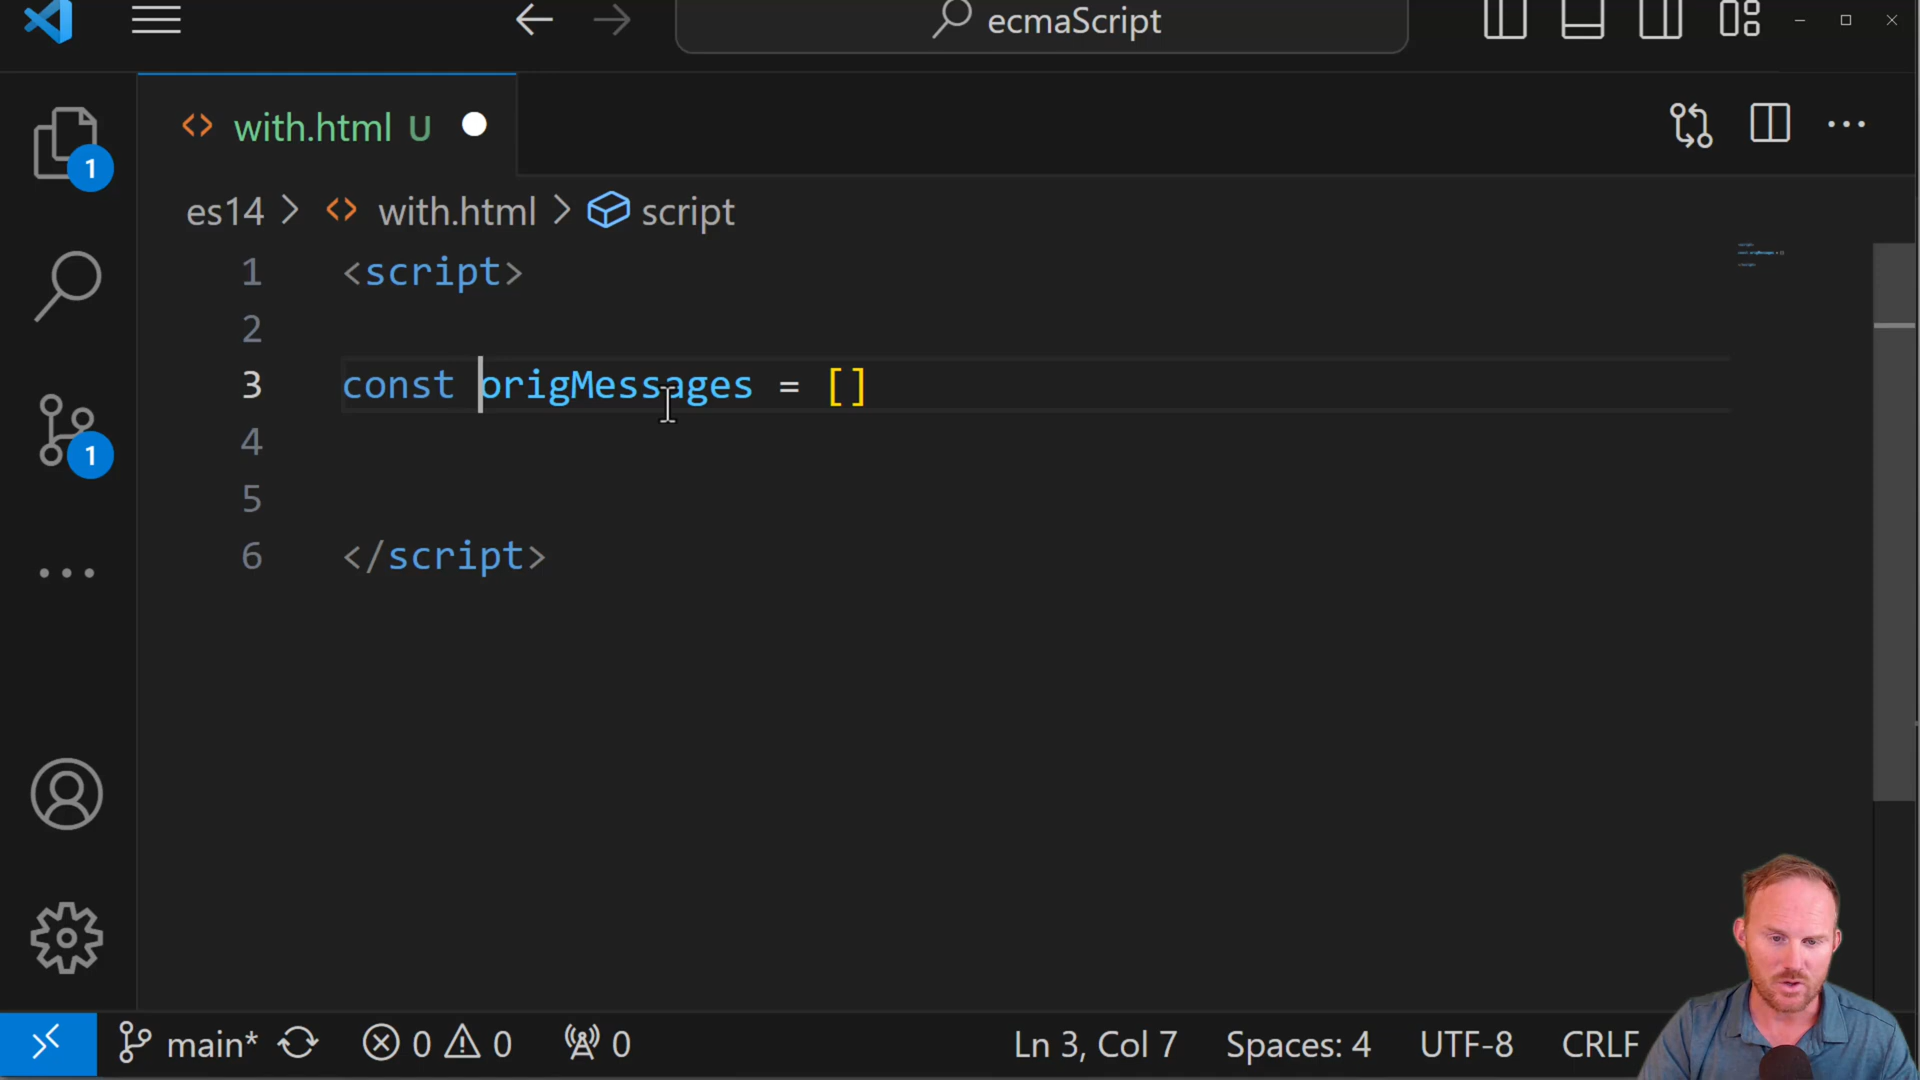 ecmaScript
with.html U
1
es14 > with.html > script
1 <script>
2
3 const origMessages = []
4
5
6 </script>
1
main* 0 0 0 Ln 3, Col 7 Spaces: 4 UTF-8 CRLF